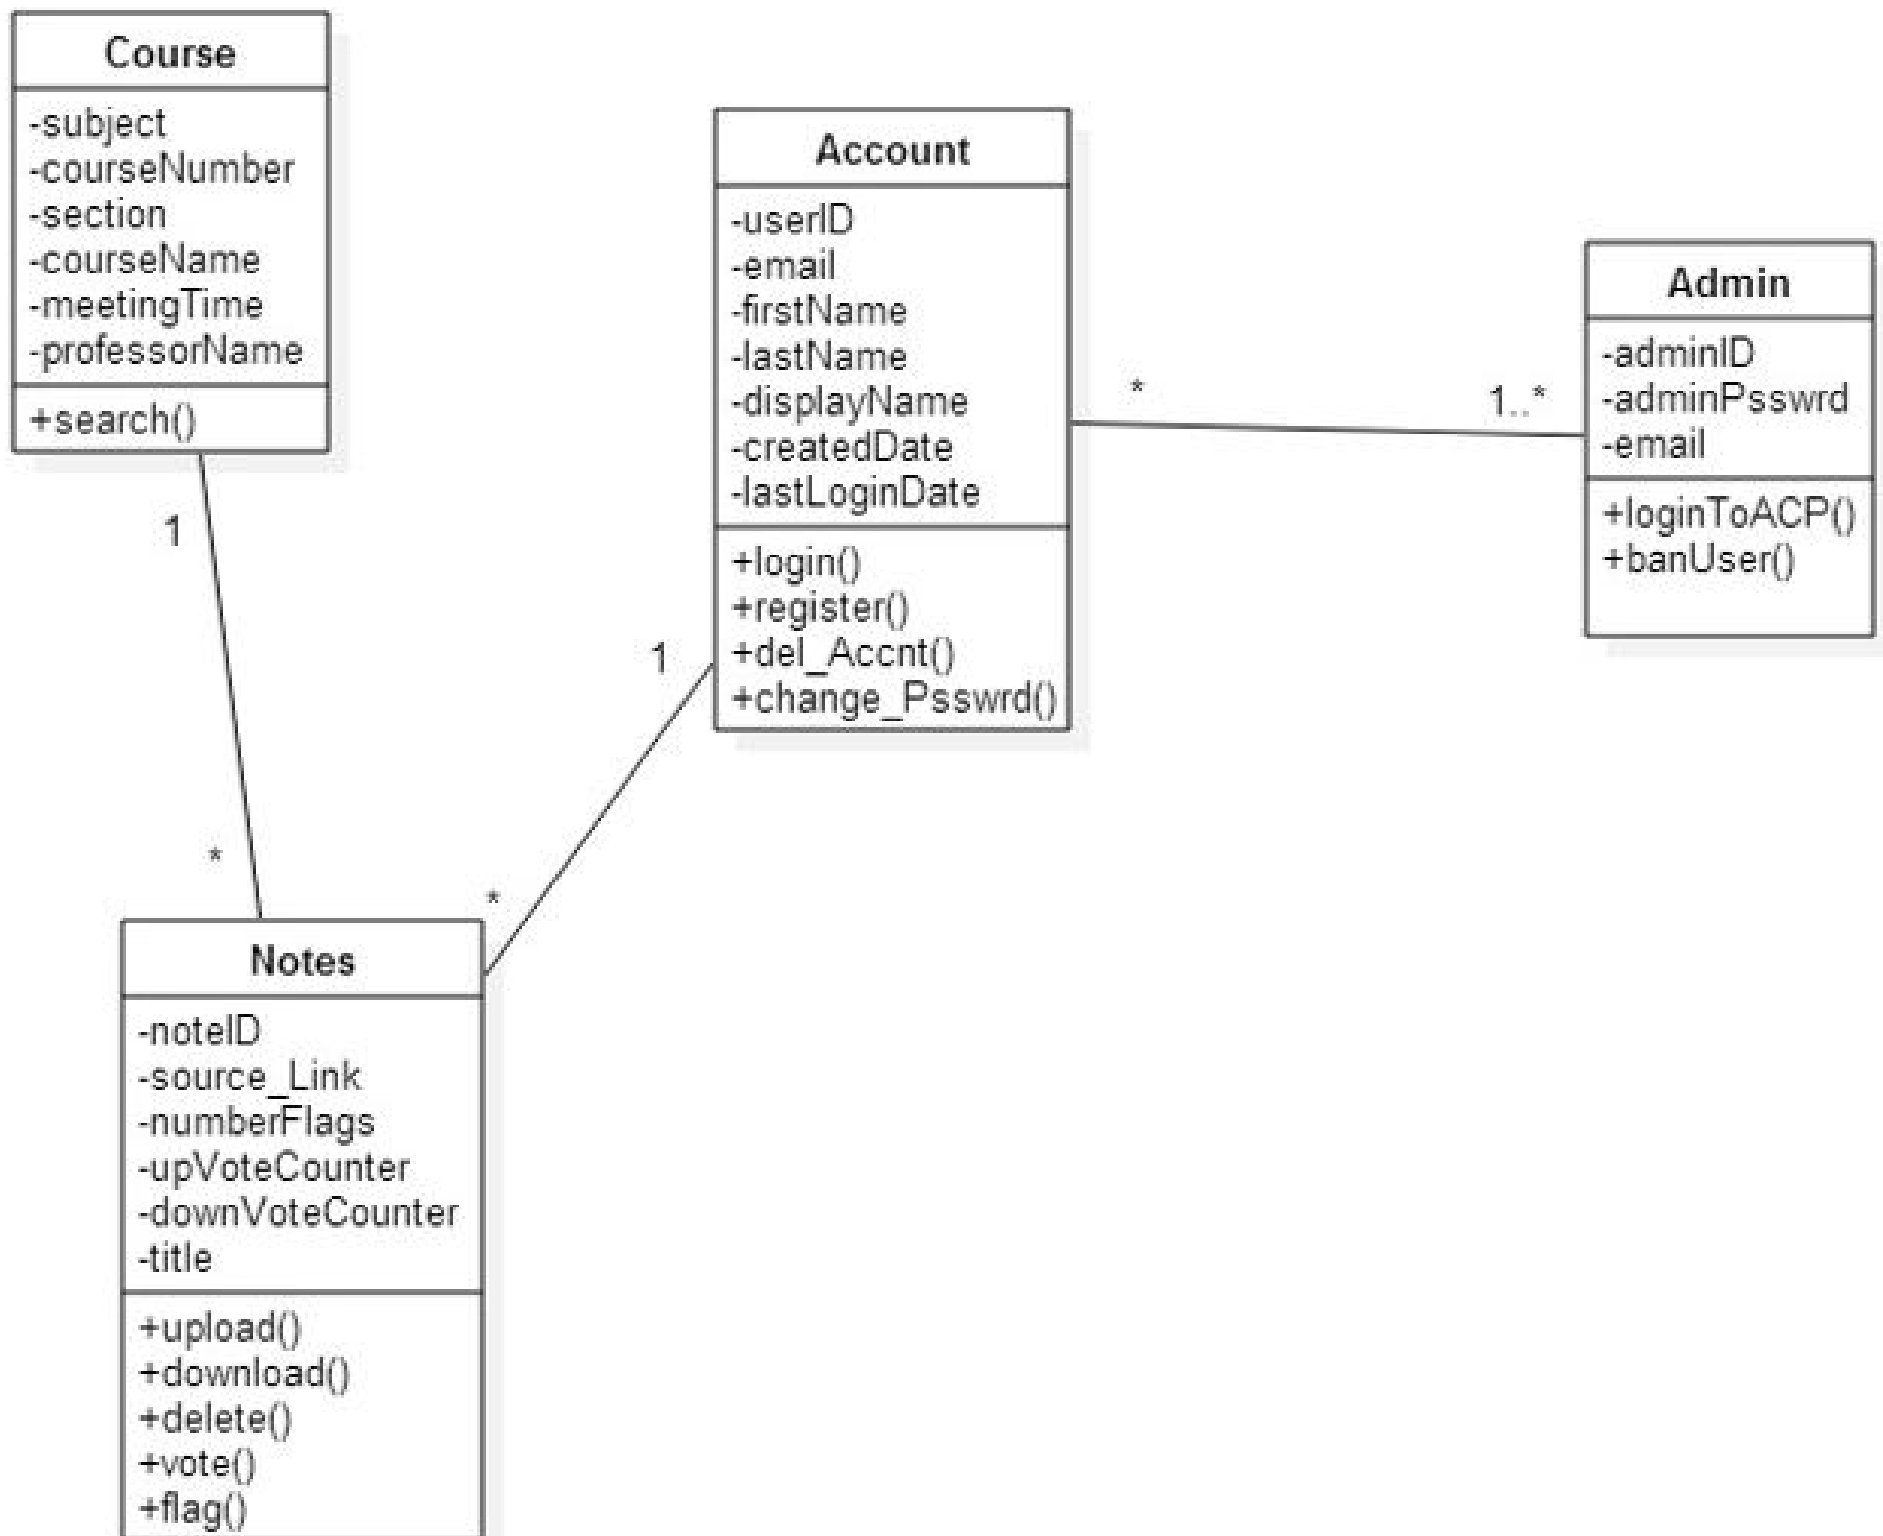 Course
-subject
-courseNumber
-section
-courseName
-meetingTime
-professorName
+search()
1
*
Account
-userID
-email
-firstName
-lastName
-displayName
-createdDate
-lastLoginDate
+login()
+register()
+del_Accnt()
+change_Psswrd()
*
1..*
1
*
Admin
-adminID
-adminPsswrd
-email
+loginToACP()
+banUser()
Notes
-noteID
-source_Link
-numberFlags
-upVoteCounter
-downVoteCounter
-title
+upload()
+download()
+delete()
+vote()
+flag()